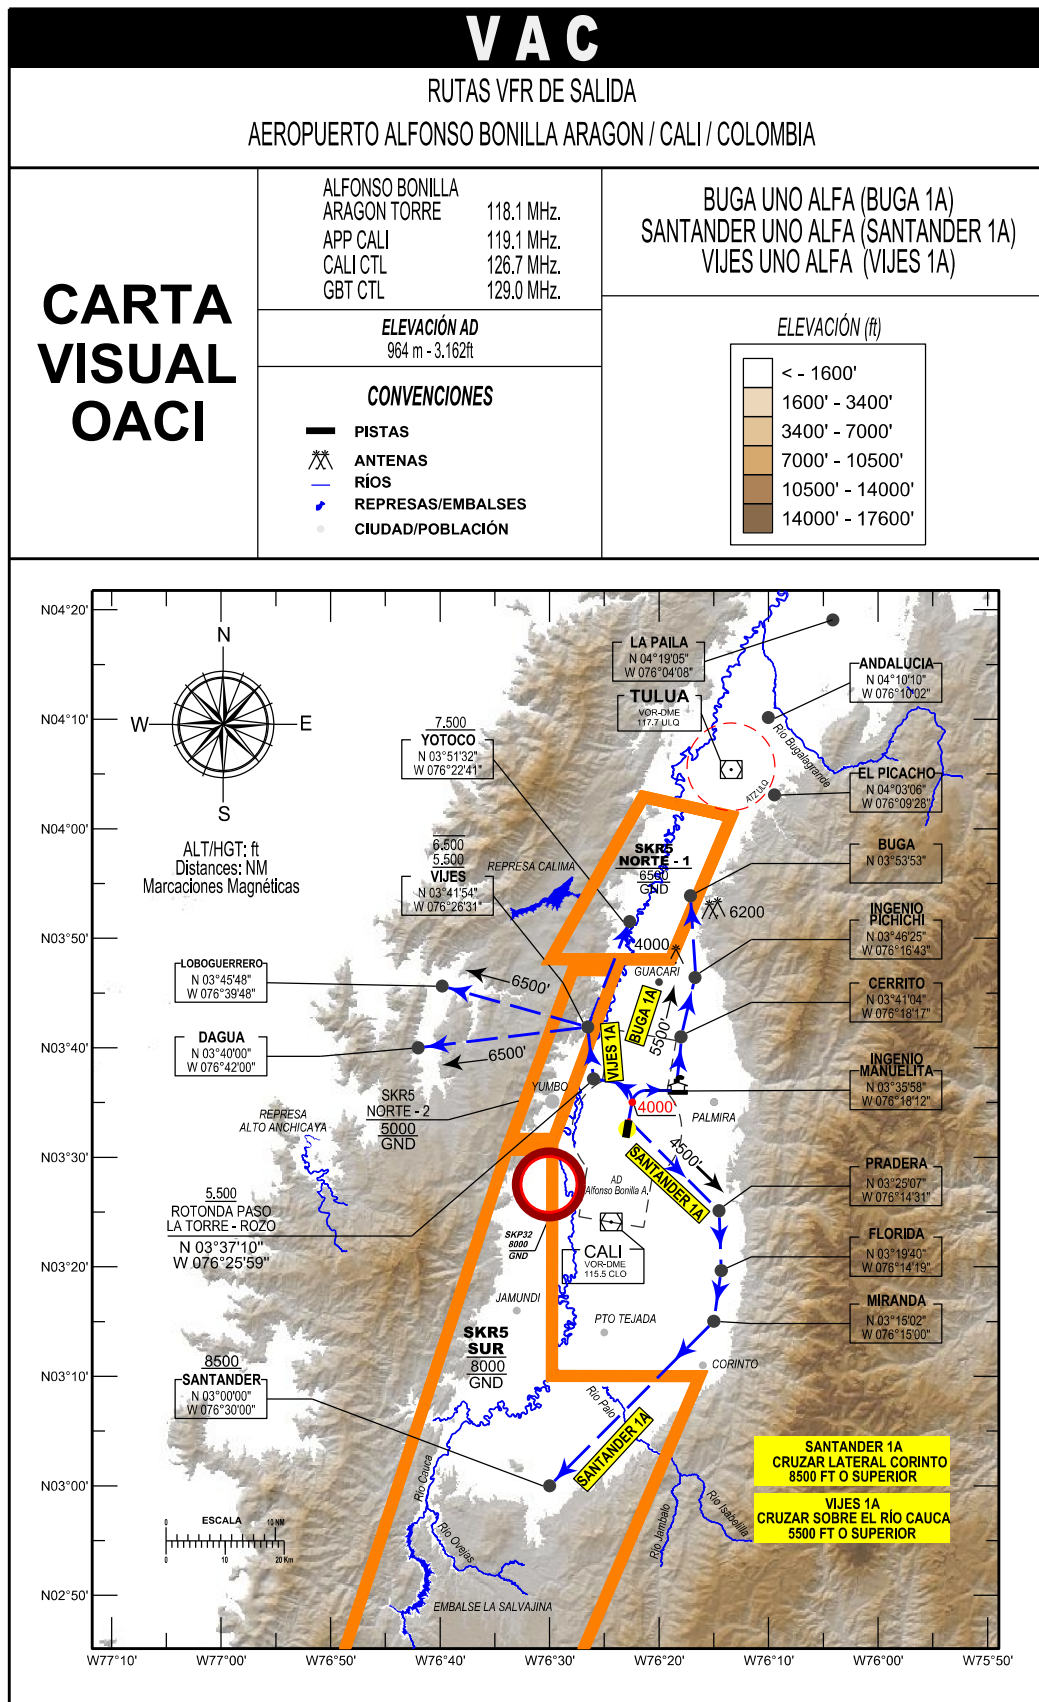 VAC
RUTAS VFR DE SALIDA
AEROPUERTO ALFONSO BONILLA ARAGON / CALI / COLOMBIA
CARTA
VISUAL
OACI
ALFONSO BONILLA
ARAGON TORRE 118.1 MHz.
APP CALI 119.1 MHz.
CALI CTL 126.7 MHz.
GBT CTL 129.0 MHz.
ELEVACIÓN AD
964 m - 3.162ft
CONVENCIONES
PISTAS
ANTENAS
RÍOS
REPRESAS/EMBALSES
CIUDAD/POBLACIÓN
BUGA UNO ALFA (BUGA 1A)
SANTANDER UNO ALFA (SANTANDER 1A)
VIJES UNO ALFA (VIJES 1A)
ELEVACIÓN (ft)
< - 1600'
1600' - 3400'
3400' - 7000'
7000' - 10500'
10500' - 14000'
14000' - 17600'
N04°20'
N04°10'
N04°00'
N03°50'
N03°40'
N03°30'
N03°20'
N03°10'
N03°00'
N02°50'
N
W
E
S
ALT/HGT: ft
Distances: NM
Marcaciones Magnéticas
LA PAILA
N 04°19'05"
W 076°04'08"
TULUA
VOR-DME
117.7 ULQ
ANDALUCIA
N 04°10'10"
W 076°10'02"
Río Bugalagrande
7.500
YOTOCO
N 03°51'32"
W 076°22'41"
EL PICACHO
N 04°03'06"
W 076°09'28"
ATZ ULQ
6.500
5.500
VIJES
N 03°41'54"
W 076°26'31"
REPRESA CALIMA
SKR5
NORTE - 1
6500
GND
BUGA
N 03°53'53"
6200
4000
GUACARI
INGENIO
PICHICHI
N 03°46'25"
W 076°16'43"
LOBOGUERRERO
N 03°45'48"
W 076°39'48"
6500'
CERRITO
N 03°41'04"
W 076°18'17"
BUGA 1A
5500'
VIJES 1A
DAGUA
N 03°40'00"
W 076°42'00"
6500'
INGENIO
MANUELITA
N 03°35'58"
W 076°18'12"
YUMBO
4000'
PALMIRA
SKR5
NORTE - 2
5000
GND
REPRESA
ALTO ANCHICAYA
4500'
SANTANDER 1A
AD
Alfonso Bonilla A.
PRADERA
N 03°25'07"
W 076°14'31"
5.500
ROTONDA PASO
LA TORRE - ROZO
N 03°37'10"
W 076°25'59"
SKP32
8000
GND
CALI
VOR-DME
115.5 CLO
FLORIDA
N 03°19'40"
W 076°14'19"
JAMUNDI
PTO TEJADA
MIRANDA
N 03°15'02"
W 076°15'00"
SKR5
SUR
8000
GND
CORINTO
8500
SANTANDER
N 03°00'00"
W 076°30'00"
Río Palo
SANTANDER 1A
Río Cauca
Río Ovejas
Río Jambalo
Río Isabelilla
SANTANDER 1A
CRUZAR LATERAL CORINTO
8500 FT O SUPERIOR
VIJES 1A
CRUZAR SOBRE EL RÍO CAUCA
5500 FT O SUPERIOR
ESCALA
0 10 NM
0 10 20 Km
EMBALSE LA SALVAJINA
W77°10' W77°00' W76°50' W76°40' W76°30' W76°20' W76°10' W76°00' W75°50'